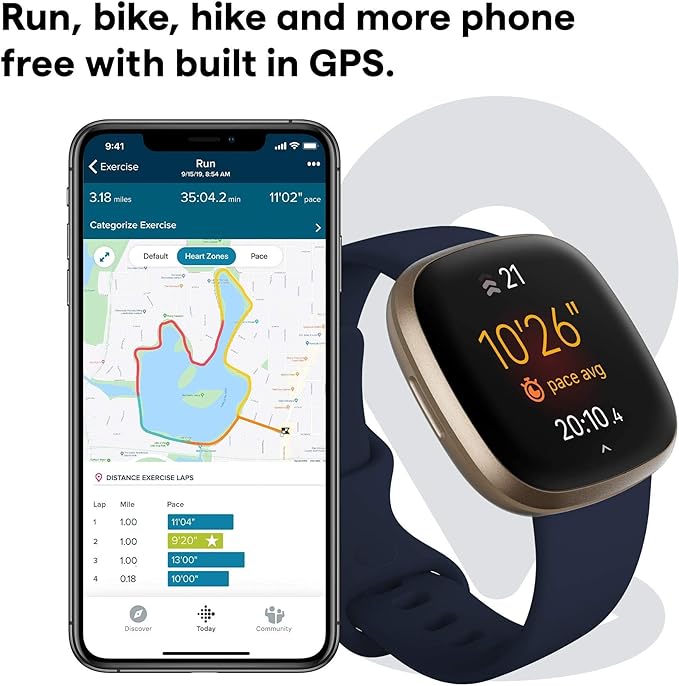 Run, bike, hike and more phone
free with built in GPS.
9:41
Exercise
Run
9/15/19, 8:54 AM
3.18 miles
35:04.2 min
11'02" pace
Categorize Exercise
Default
Heart Zones
Pace
DISTANCE EXERCISE LAPS
Lap Mile Pace
1 1.00 11'04"
2 1.00 9'20"
3 1.00 13'00"
4 0.18 10'00"
Discover
Today
Community
21
10'26"
pace avg
20:10.4